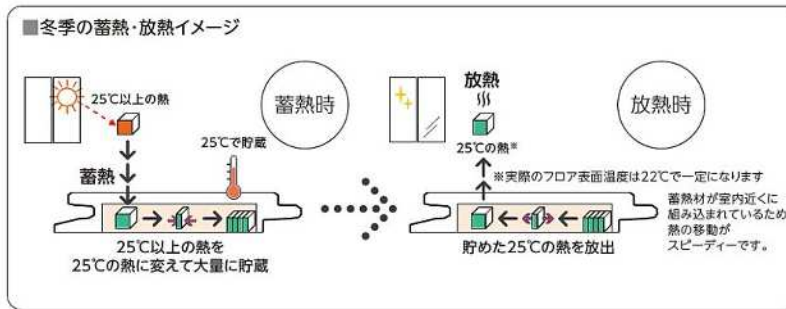 ■冬季の蓄熱・放熱イメージ
25℃以上の熱
蓄熱時
25℃で貯蔵
蓄熱
25℃以上の熱を
25℃の熱に変えて大量に貯蔵
放熱
放熱時
25℃の熱※
※実際のフロア表面温度は22℃で一定になります
貯めた25℃の熱を放出
蓄熱材が室内近くに
組み込まれているため
熱の移動が
スピーディーです。